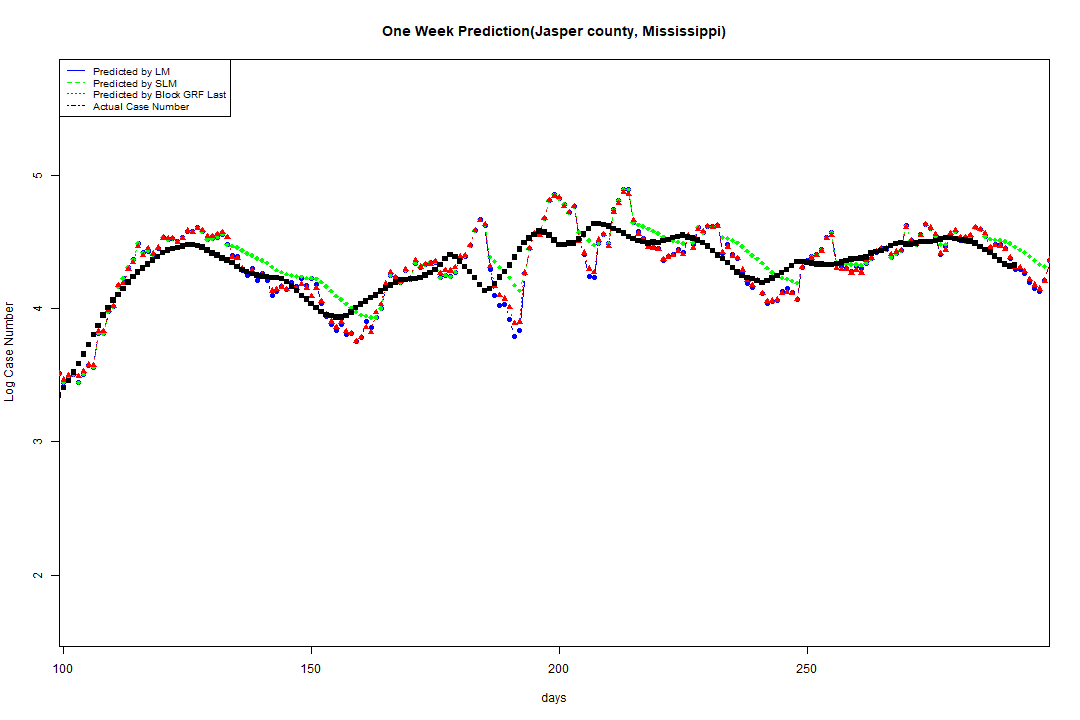 One Week Prediction(Jasper county, Mississippi)
Predicted by LM
Predicted by SLM
Predicted by Block GRF Last
Actual Case Number
5
4
3
2
Log Case Number
100 150 200 250
days